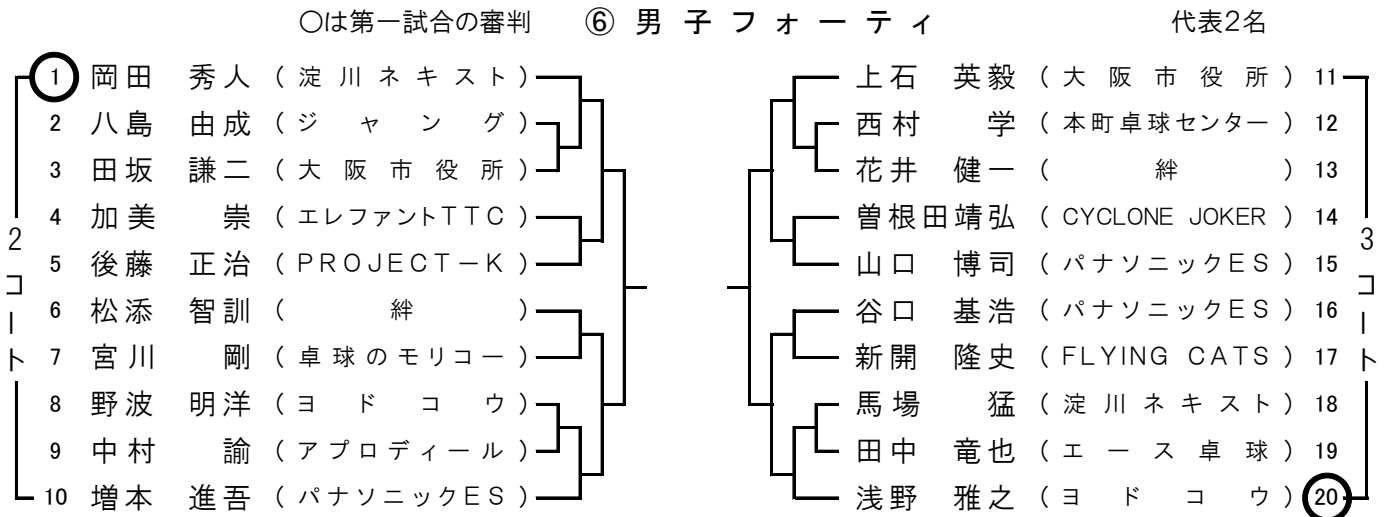 ○は第一試合の審判 ⑥ 男子フォーティ 代表2名
2コート
1 岡田 秀人 (淀川ネキスト)
2 八島 由成 (ジャング)
3 田坂 謙二 (大阪市役所)
4 加美 崇 (エレファントTTC)
5 後藤 正治 (PROJECT-K)
6 松添 智訓 (絆)
7 宮川 剛 (卓球のモリコー)
8 野波 明洋 (ヨドコウ)
9 中村 諭 (アプロディール)
10 増本 進吾 (パナソニックES)
上石 英毅 (大阪市役所) 11
西村 学 (本町卓球センター) 12
花井 健一 (絆) 13
曽根田靖弘 (CYCLONE JOKER) 14
山口 博司 (パナソニックES) 15
谷口 基浩 (パナソニックES) 16
新開 隆史 (FLYING CATS) 17
馬場 猛 (淀川ネキスト) 18
田中 竜也 (エース卓球) 19
浅野 雅之 (ヨドコウ) 20
3コート